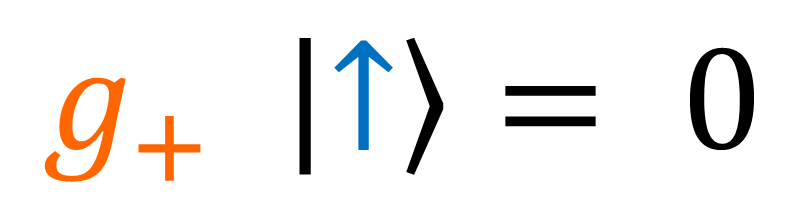 g₊ |↑⟩ = 0